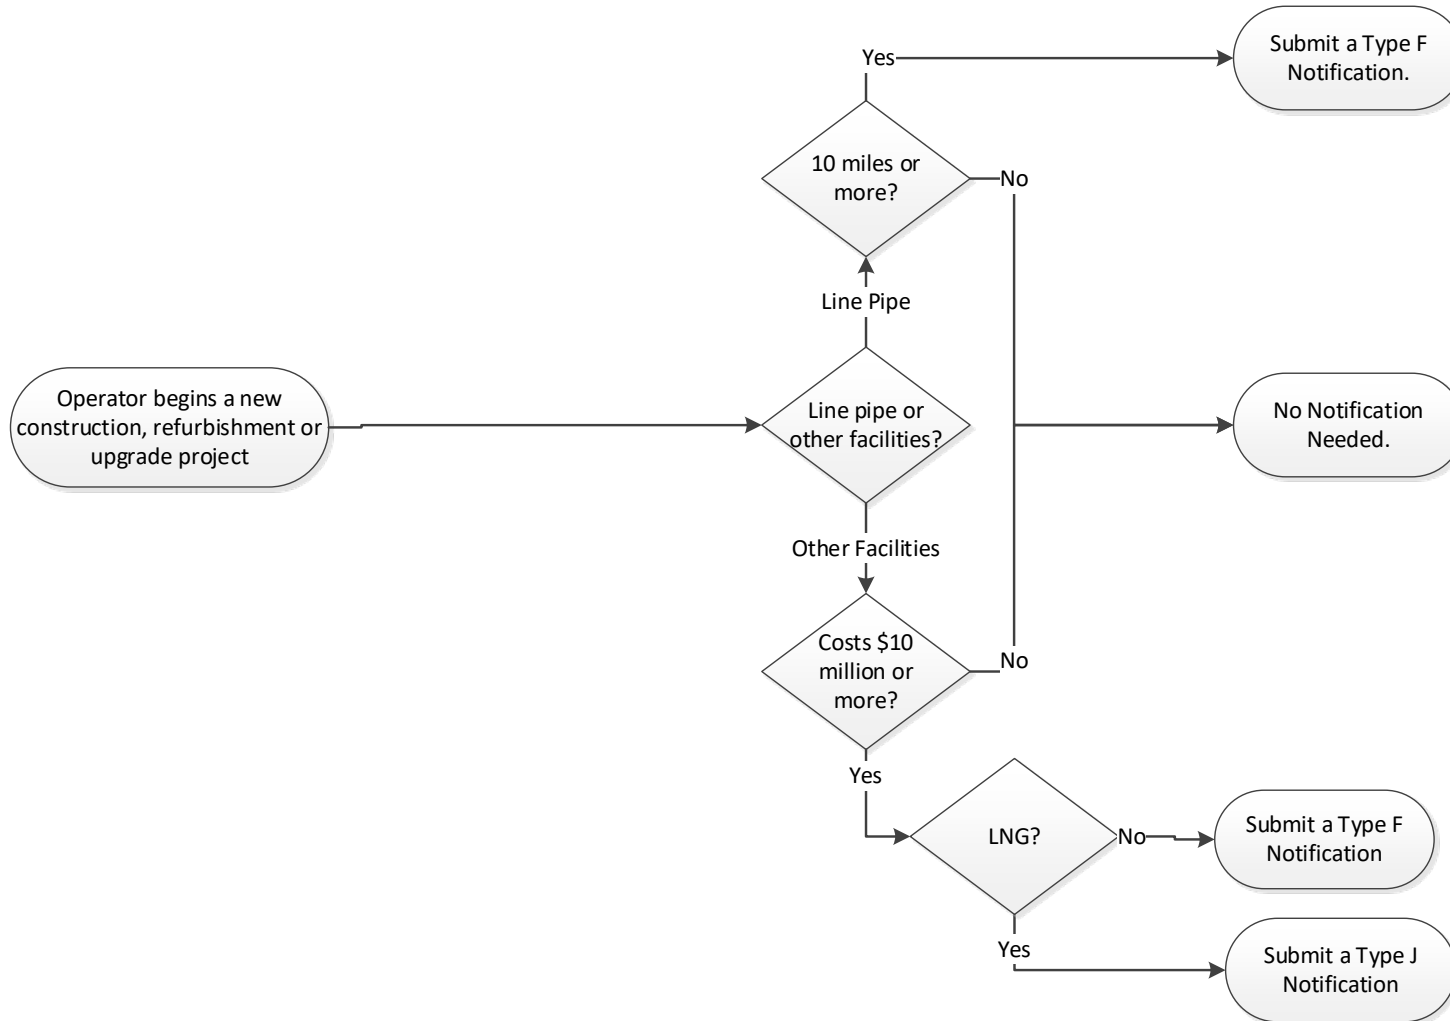 Yes
Submit a Type F
Notification.
10 miles or
more?
No
Line Pipe
Operator begins a new
construction, refurbishment or
upgrade project
Line pipe or
other facilities?
No Notification
Needed.
Other Facilities
Costs $10
million or
more?
No
Yes
LNG?
No
Submit a Type F
Notification
Yes
Submit a Type J
Notification